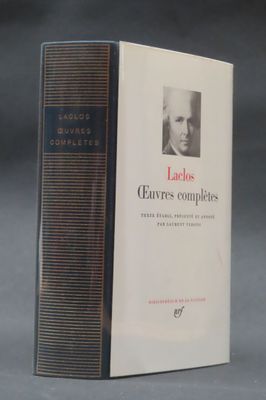 LACLOS
ŒUVRES
COMPLÈTES
Laclos
Œuvres complètes
TEXTE ÉTABLI, PRÉSENTÉ ET ANNOTÉ
PAR LAURENT VERSINI
BIBLIOTHÈQUE DE LA PLÉIADE
nrf